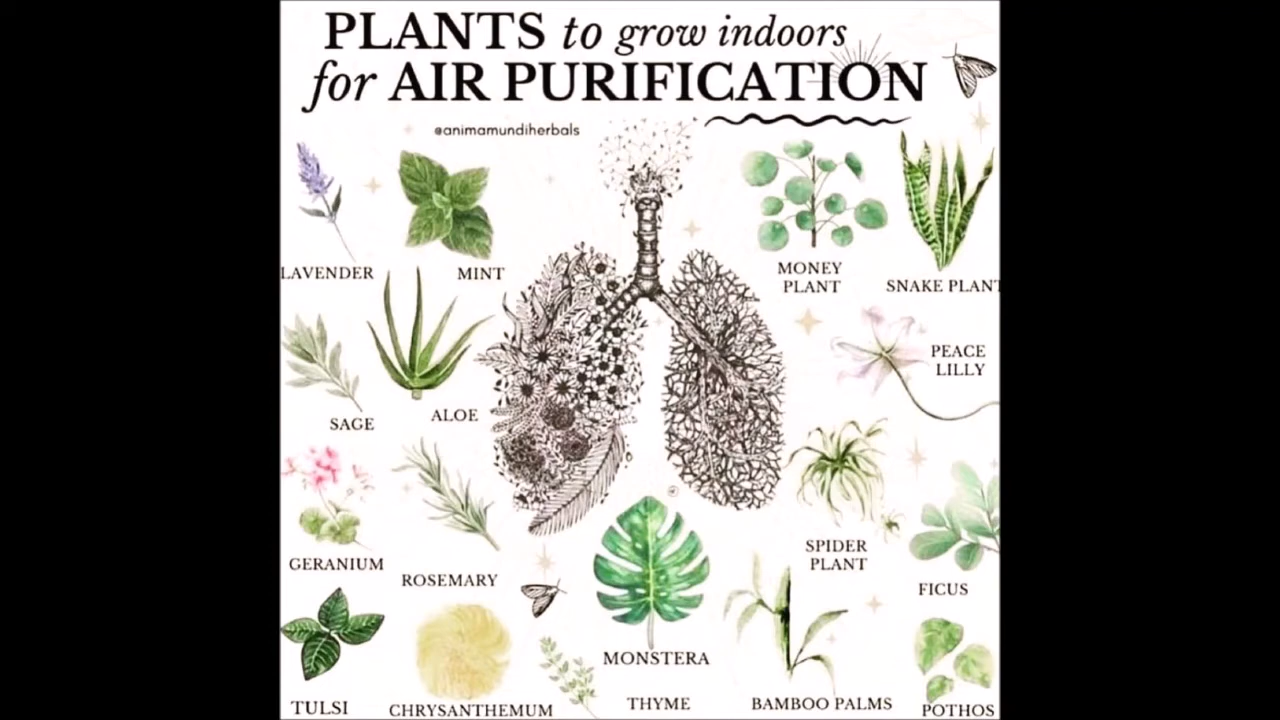 PLANTS to grow indoors
for AIR PURIFICATION
@animamundiherbals
LAVENDER
MINT
MONEY
PLANT
SNAKE PLANT
SAGE
ALOE
PEACE
LILLY
GERANIUM
ROSEMARY
SPIDER
PLANT
FICUS
TULSI
CHRYSANTHEMUM
MONSTERA
THYME
BAMBOO PALMS
POTHOS